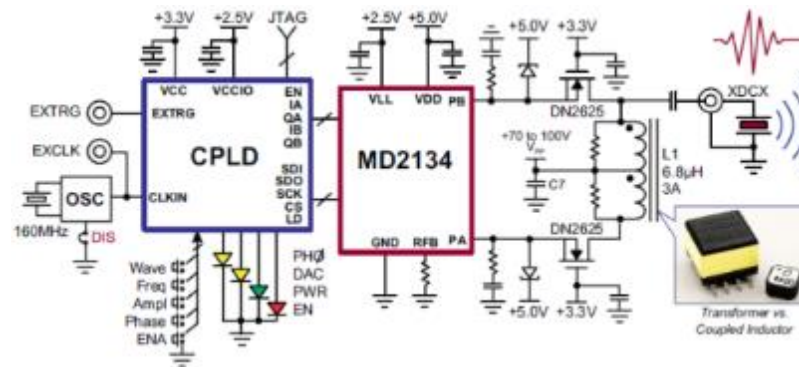 +3.3V
+2.5V
JTAG
+2.5V
+5.0V
+5.0V
+3.3V
XDCX
VCC
VCCIO
EN
IA
QA
IB
QB
VLL
VDD
PB
DN2625
EXTRG
EXTRG
EXCLK
CPLD
MD2134
+70 to 100V
L1
6.8µH
3A
C7
OSC
CLKIN
SDI
SDO
SCK
CS
LD
160MHz
DIS
GND
RFB
PA
DN2625
PHØ
DAC
PWR
EN
Wave
Freq
Ampl
Phase
ENA
+5.0V
+3.3V
Transformer vs.
Coupled Inductor